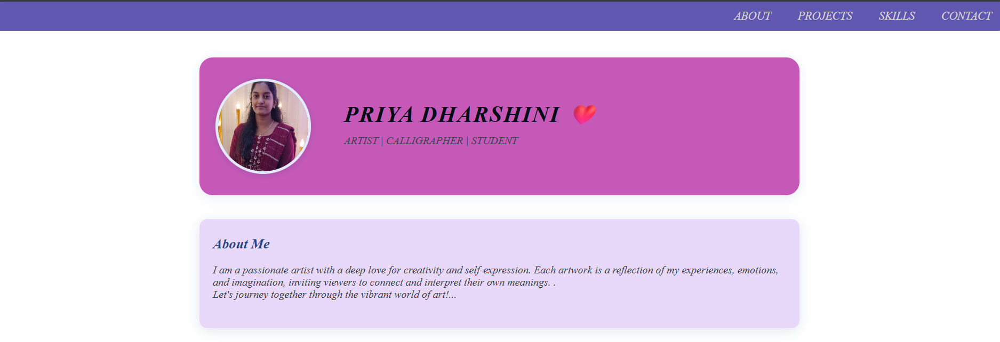 ABOUT PROJECTS SKILLS CONTACT
PRIYA DHARSHINI ❤️
ARTIST | CALLIGRAPHER | STUDENT
About Me
I am a passionate artist with a deep love for creativity and self-expression. Each artwork is a reflection of my experiences, emotions,
and imagination, inviting viewers to connect and interpret their own meanings. .
Let's journey together through the vibrant world of art!...